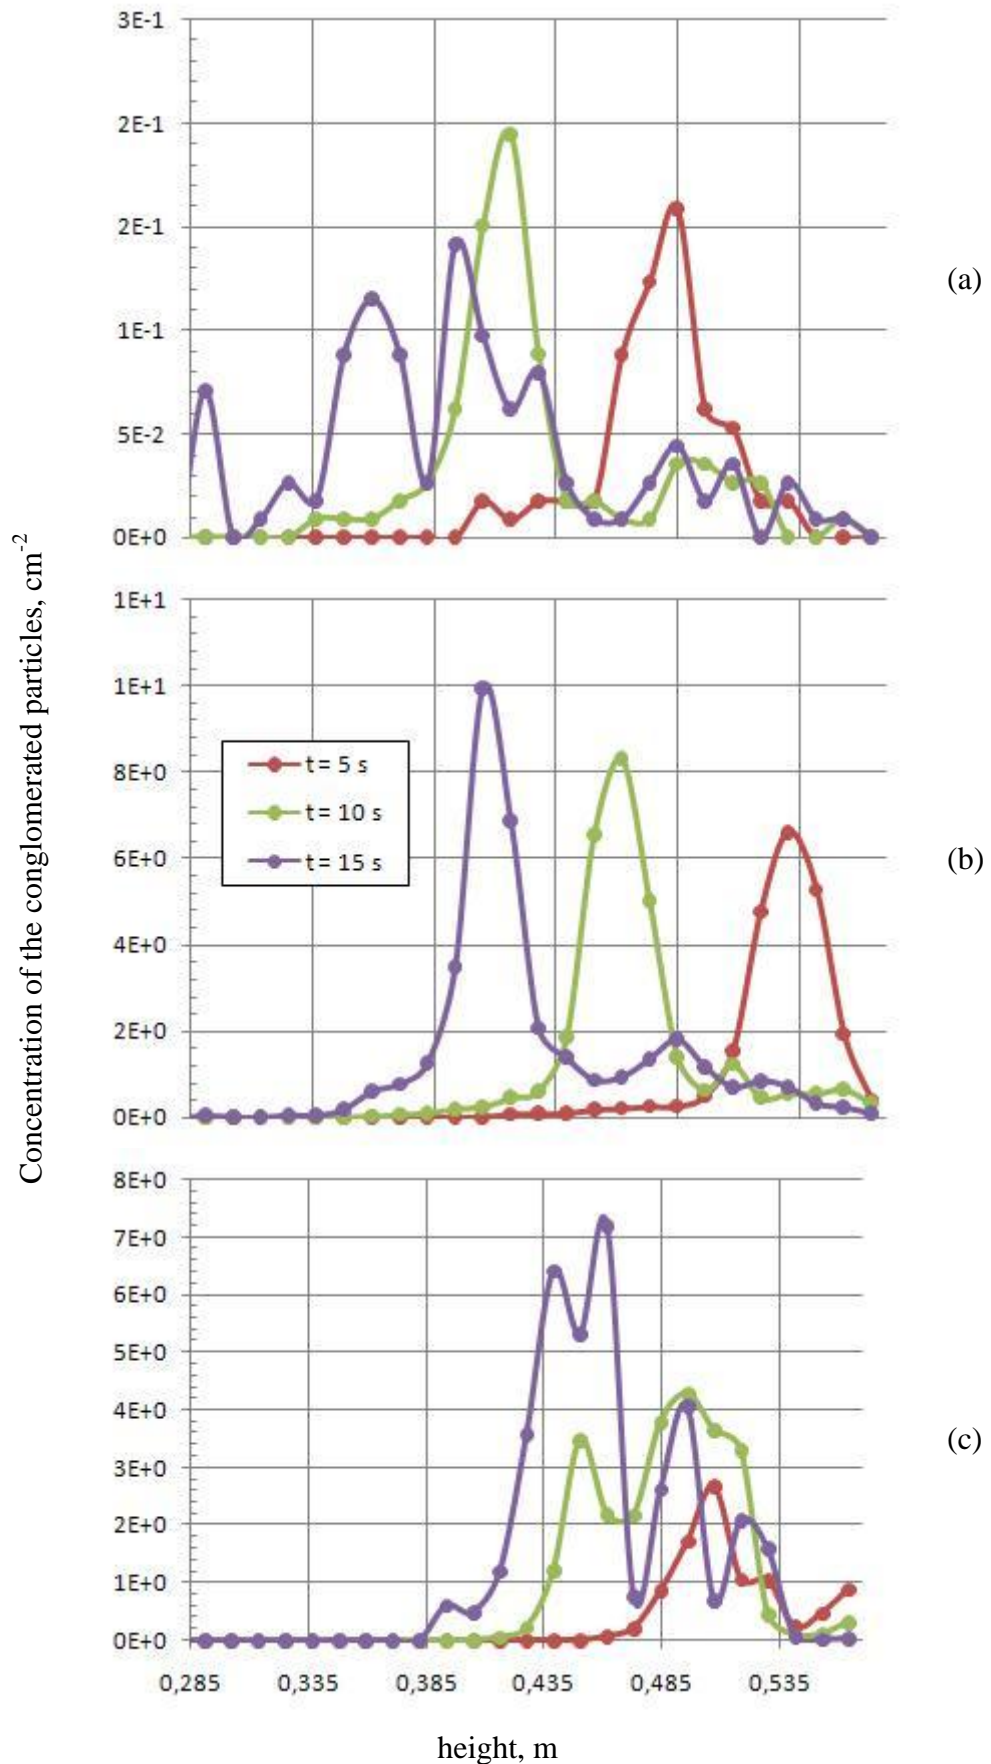 3E-1
2E-1
2E-1
1E-1
5E-2
0E+0
(a)
Concentration of the conglomerated particles, cm-2
1E+1
1E+1
8E+0
6E+0
4E+0
2E+0
0E+0
t = 5 s
t = 10 s
t = 15 s
(b)
8E+0
7E+0
6E+0
5E+0
4E+0
3E+0
2E+0
1E+0
0E+0
(c)
0,285 0,335 0,385 0,435 0,485 0,535
height, m